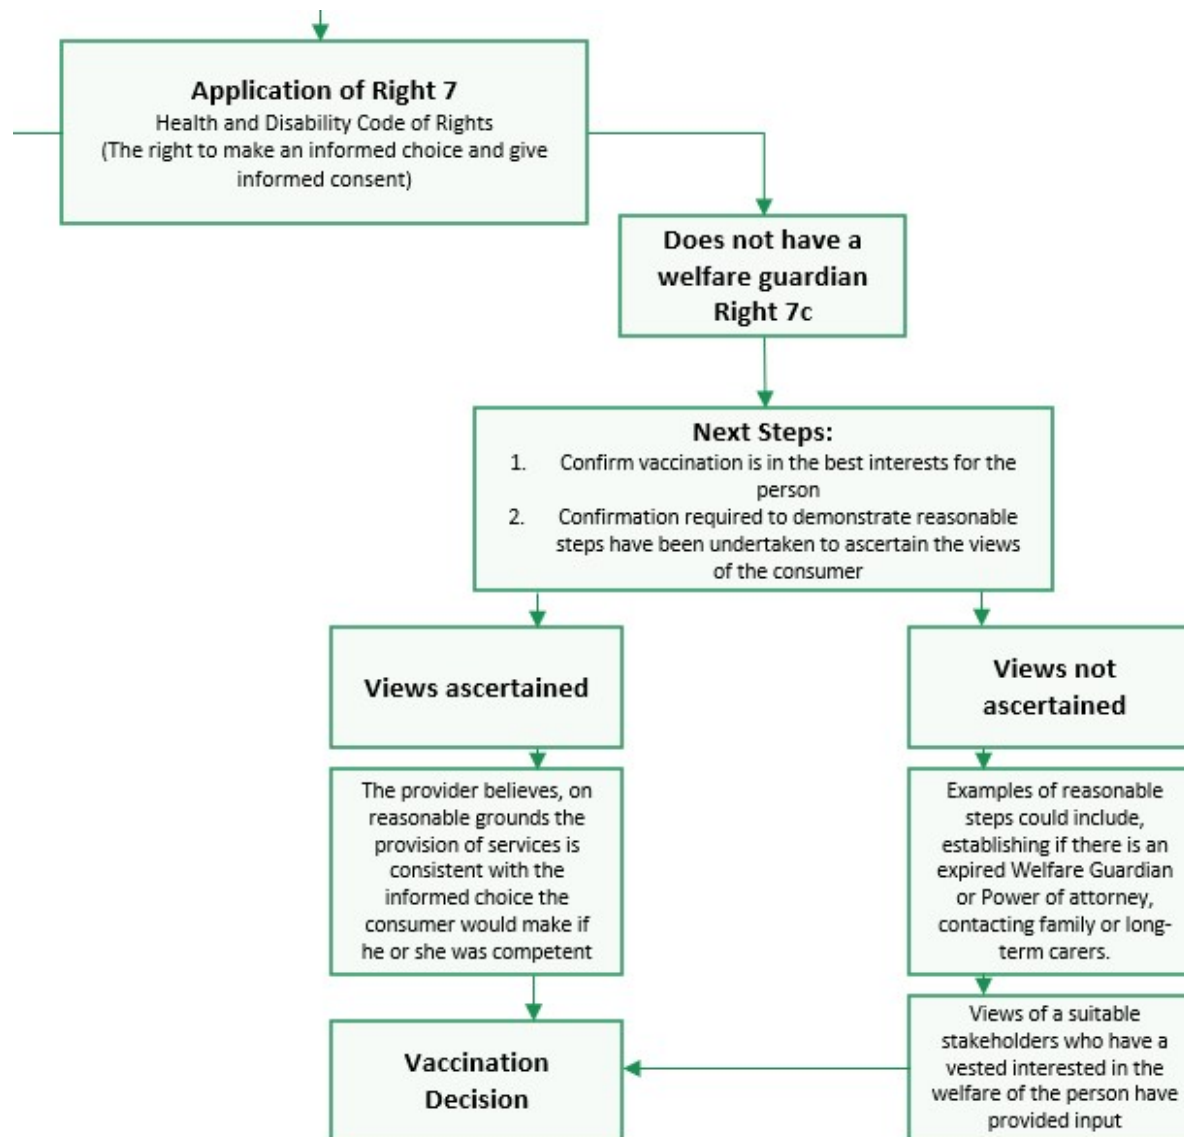 Application of Right 7
Health and Disability Code of Rights
(The right to make an informed choice and give
informed consent)
Does not have a
welfare guardian
Right 7c
Next Steps:
1. Confirm vaccination is in the best interests for the
person
2. Confirmation required to demonstrate reasonable
steps have been undertaken to ascertain the views
of the consumer
Views ascertained
The provider believes, on
reasonable grounds the
provision of services is
consistent with the
informed choice the
consumer would make if
he or she was competent
Views not
ascertained
Examples of reasonable
steps could include,
establishing if there is an
expired Welfare Guardian
or Power of attorney,
contacting family or long-
term carers.
Views of a suitable
stakeholders who have a
vested interested in the
welfare of the person have
provided input
Vaccination
Decision